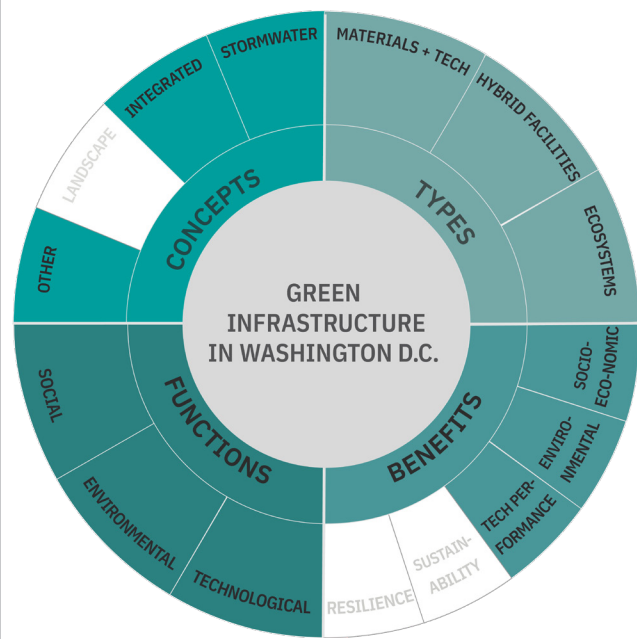 GREEN
INFRASTRUCTURE
IN WASHINGTON D.C.
CONCEPTS
OTHER
LANDSCAPE
INTEGRATED
STORMWATER
TYPES
MATERIALS + TECH
HYBRID FACILITIES
ECOSYSTEMS
BENEFITS
SOCIO-
ECO-NOMIC
ENVIRO-
NMENTAL
TECH PER-
FORMANCE
SUSTAIN-
ABILITY
RESILIENCE
FUNCTIONS
TECHNOLOGICAL
ENVIRONMENTAL
SOCIAL